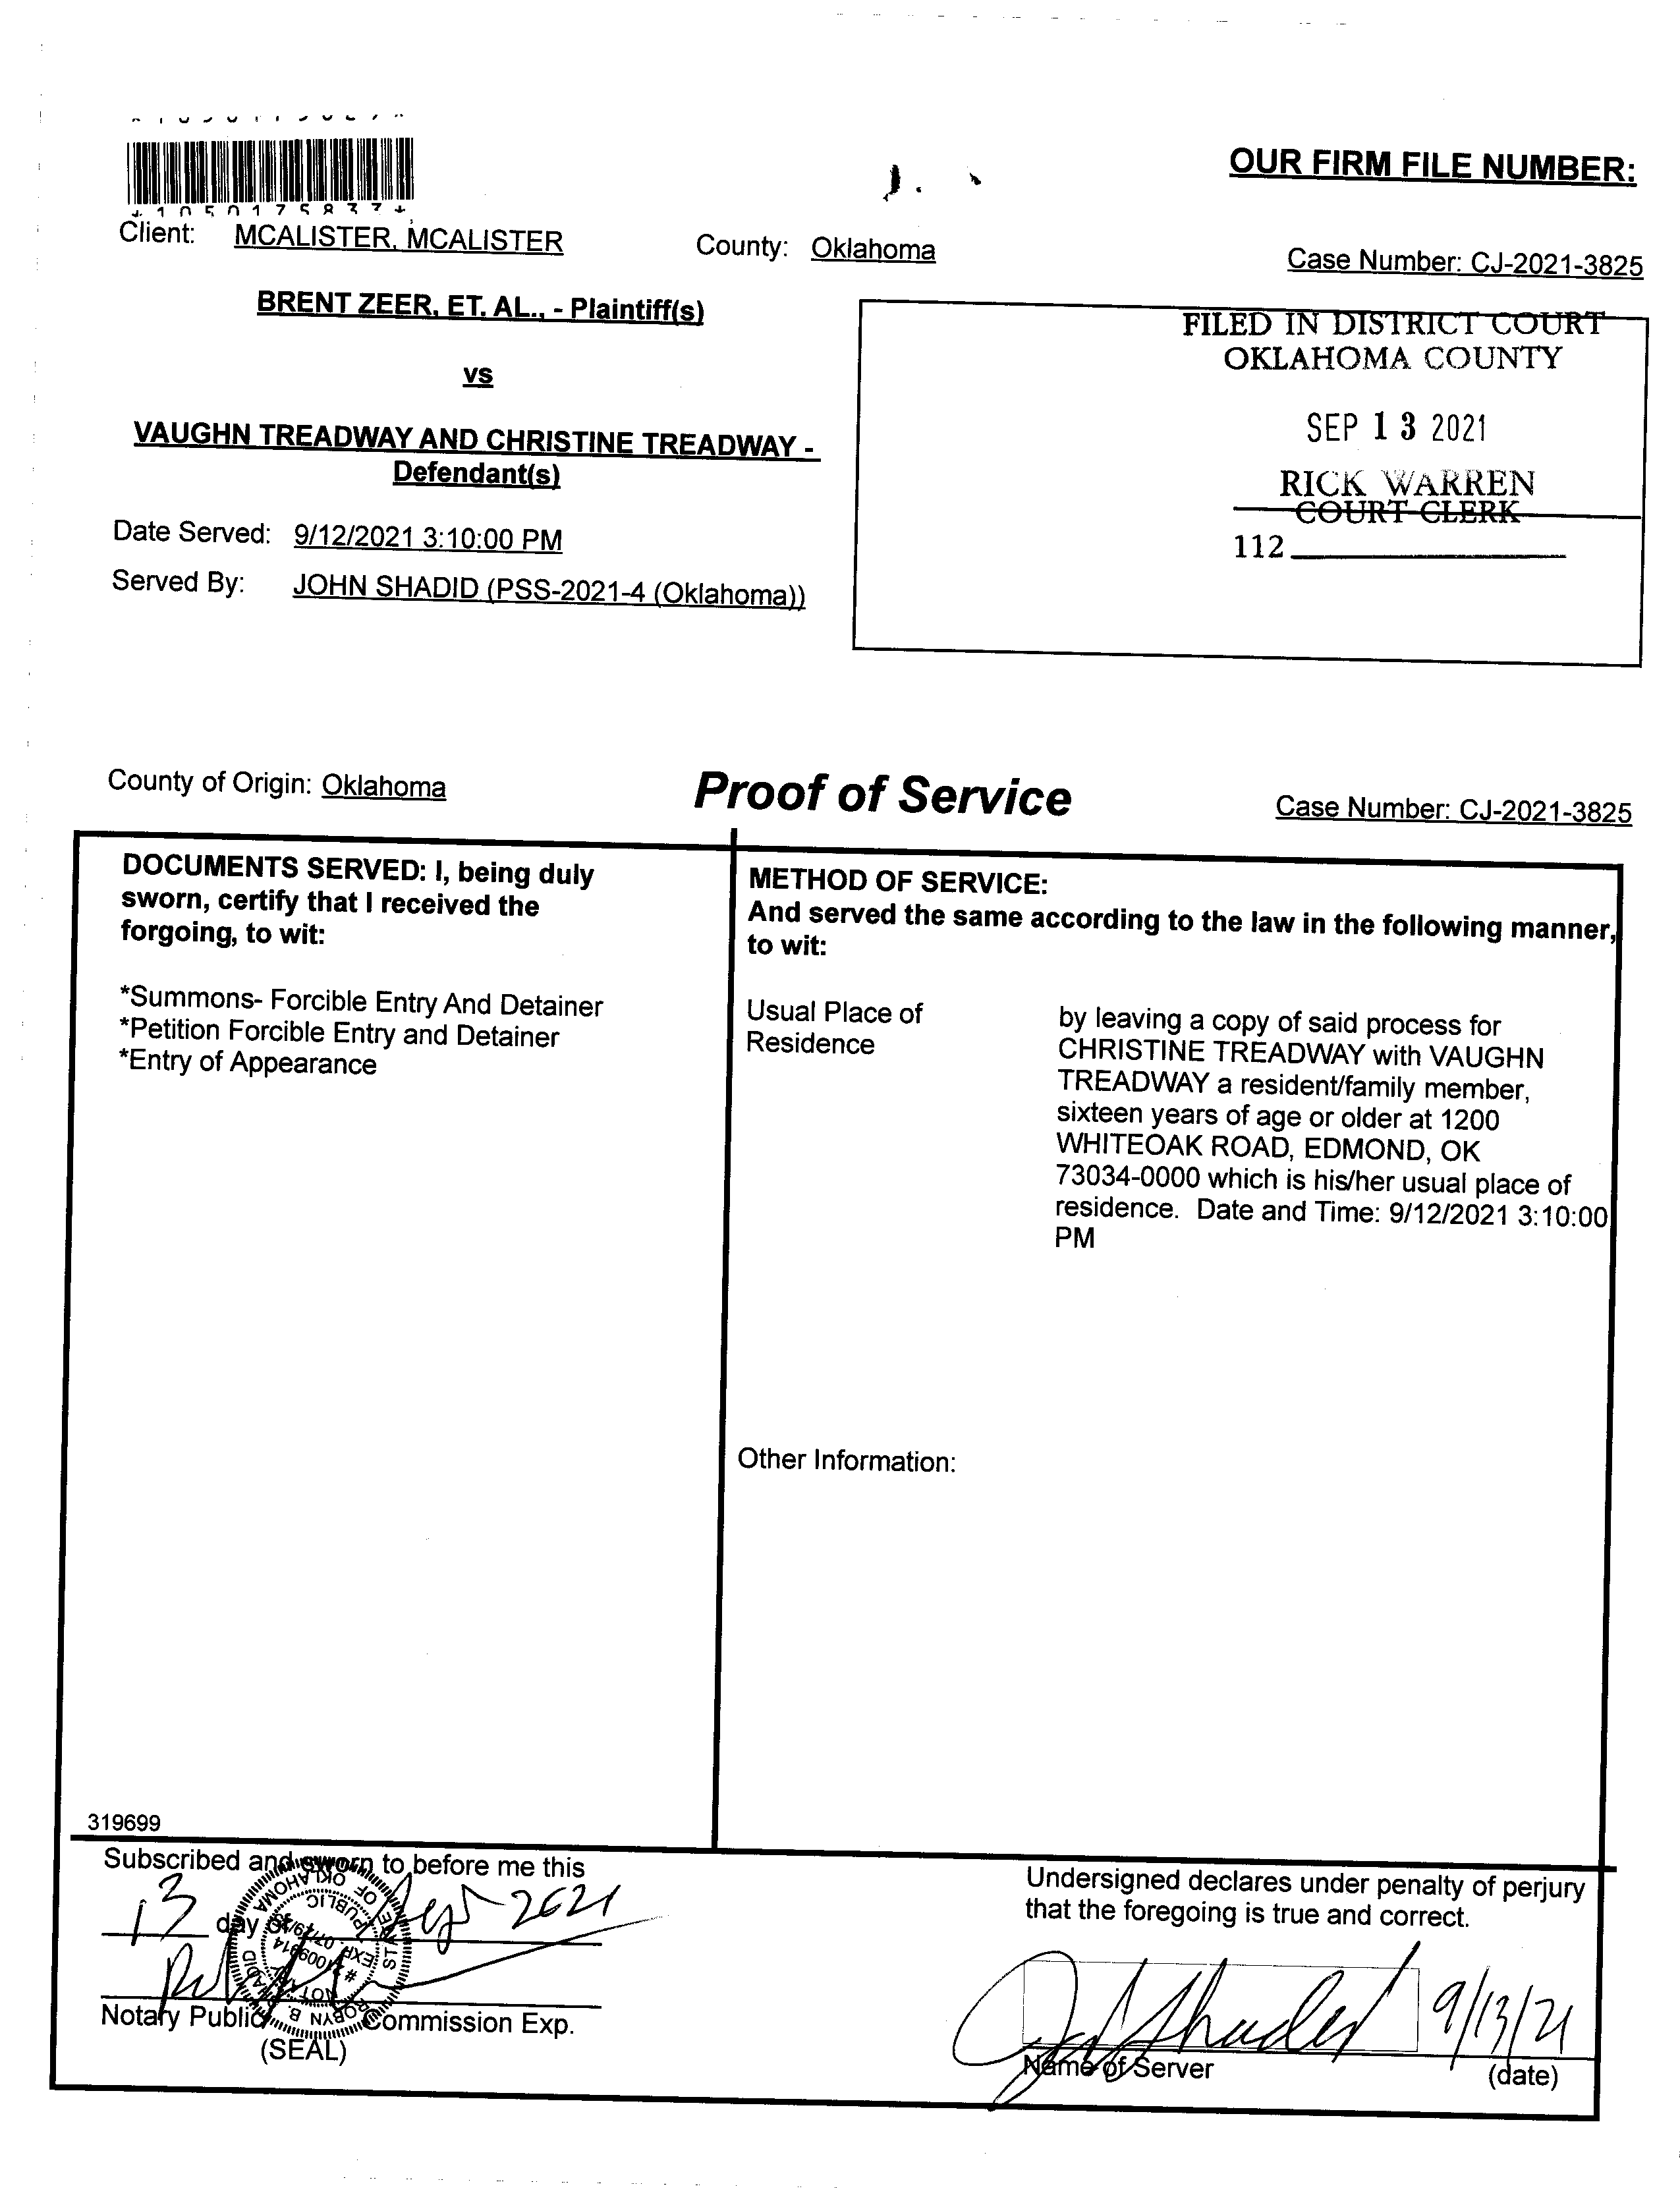 *1050175833*
OUR FIRM FILE NUMBER:
Client: MCALISTER, MCALISTER
County: Oklahoma
Case Number: CJ-2021-3825
BRENT ZEER, ET. AL., - Plaintiff(s)
vs
VAUGHN TREADWAY AND CHRISTINE TREADWAY -
Defendant(s)
Date Served: 9/12/2021 3:10:00 PM
Served By: JOHN SHADID (PSS-2021-4 (Oklahoma))
FILED IN DISTRICT COURT
OKLAHOMA COUNTY
SEP 13 2021
RICK WARREN
COURT CLERK
112
County of Origin: Oklahoma
Proof of Service
Case Number: CJ-2021-3825
DOCUMENTS SERVED: I, being duly
sworn, certify that I received the
forgoing, to wit:
*Summons- Forcible Entry And Detainer
*Petition Forcible Entry and Detainer
*Entry of Appearance
METHOD OF SERVICE:
And served the same according to the law in the following manner,
to wit:
Usual Place of
Residence
by leaving a copy of said process for
CHRISTINE TREADWAY with VAUGHN
TREADWAY a resident/family member,
sixteen years of age or older at 1200
WHITEOAK ROAD, EDMOND, OK
73034-0000 which is his/her usual place of
residence. Date and Time: 9/12/2021 3:10:00
PM
Other Information:
319699
Subscribed and sworn to before me this
13 day of Sept 2021
Notary Public Commission Exp.
(SEAL)
Undersigned declares under penalty of perjury
that the foregoing is true and correct.
9/13/21
Name of Server
(date)